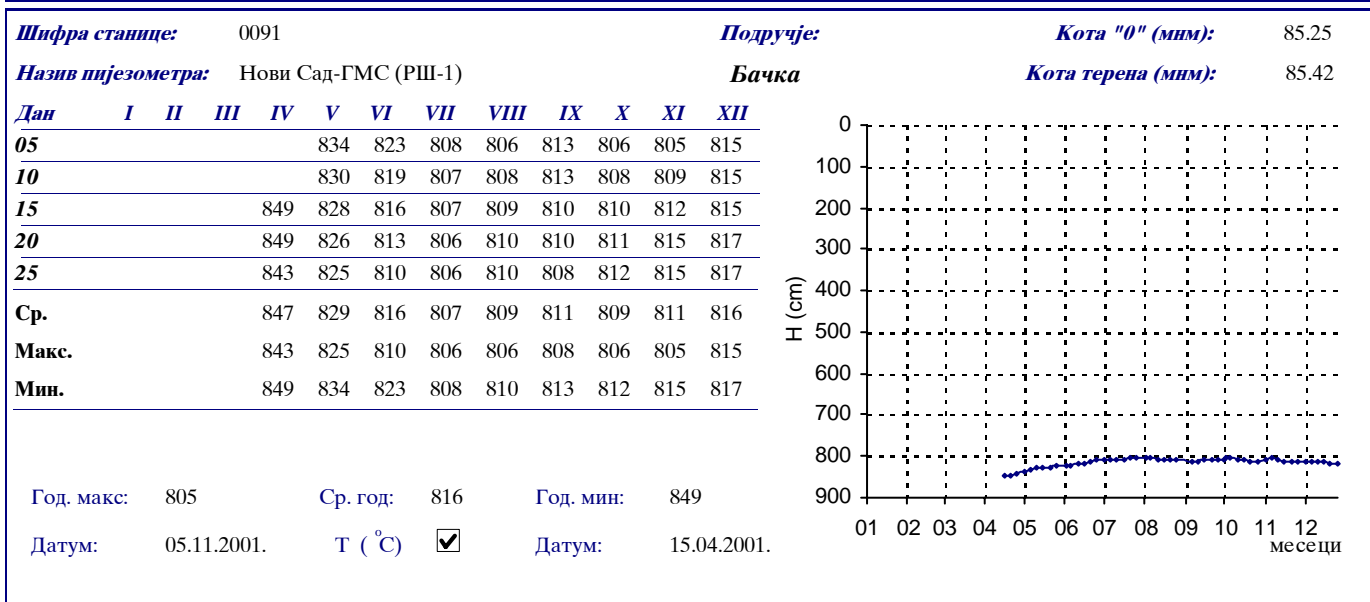 Шифра станице: 0091 Подручје: Кота "0" (мнм): 85.25
Назив пијезометра: Нови Сад-ГМС (РШ-1) Бачка Кота терена (мнм): 85.42
Дан I II III IV V VI VII VIII IX X XI XII
05 834 823 808 806 813 806 805 815
10 830 819 807 808 813 808 809 815
15 849 828 816 807 809 810 810 812 815
20 849 826 813 806 810 810 811 815 817
25 843 825 810 806 810 808 812 815 817
Ср. 847 829 816 807 809 811 809 811 816
Макс. 843 825 810 806 806 808 806 805 815
Мин. 849 834 823 808 810 813 812 815 817
Год. макс: 805 Ср. год: 816 Год. мин: 849
Датум: 05.11.2001. Т ( °C) Датум: 15.04.2001.
H (cm)
0
100
200
300
400
500
600
700
800
900
01 02 03 04 05 06 07 08 09 10 11 12
месеци